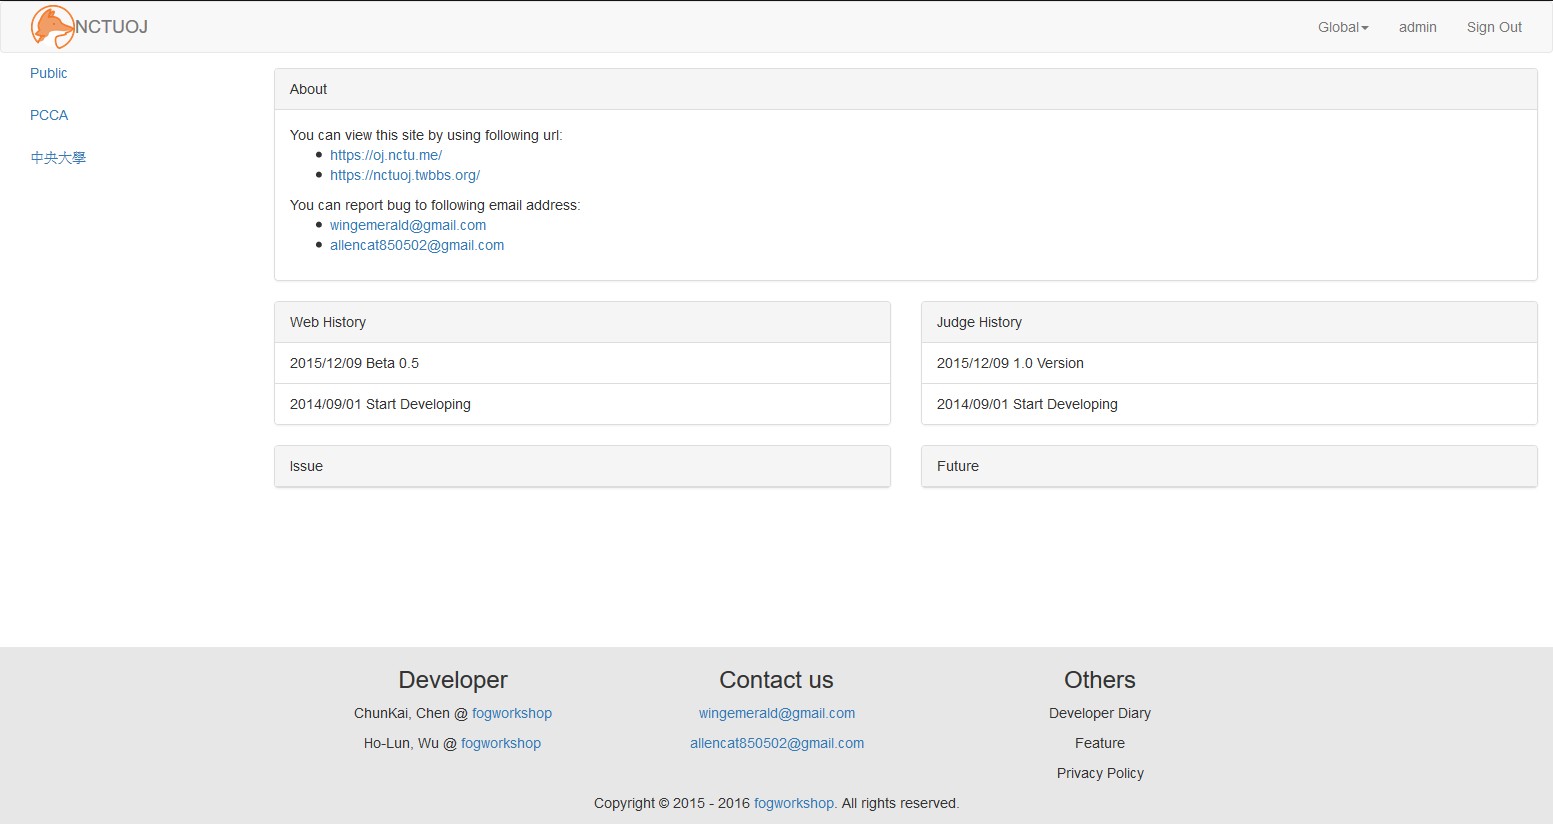 NCTUOJ
Global
admin
Sign Out
Public
PCCA
中央大學
About
You can view this site by using following url:
https://oj.nctu.me/
https://nctuoj.twbbs.org/
You can report bug to following email address:
wingemerald@gmail.com
allencat850502@gmail.com
Web History
2015/12/09 Beta 0.5
2014/09/01 Start Developing
Judge History
2015/12/09 1.0 Version
2014/09/01 Start Developing
Issue
Future
Developer
ChunKai, Chen @ fogworkshop
Ho-Lun, Wu @ fogworkshop
Contact us
wingemerald@gmail.com
allencat850502@gmail.com
Others
Developer Diary
Feature
Privacy Policy
Copyright © 2015 - 2016 fogworkshop. All rights reserved.